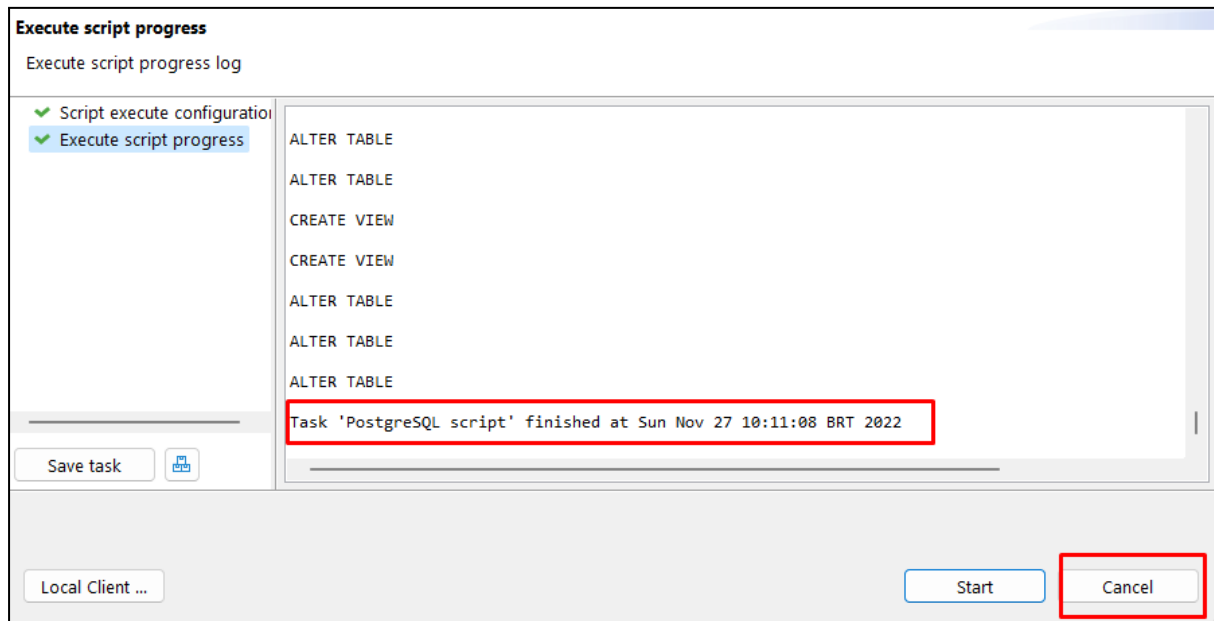 Execute script progress
Execute script progress log
Script execute configuration
Execute script progress
ALTER TABLE
ALTER TABLE
CREATE VIEW
CREATE VIEW
ALTER TABLE
ALTER TABLE
ALTER TABLE
Task 'PostgreSQL script' finished at Sun Nov 27 10:11:08 BRT 2022
Save task
Local Client ...
Start
Cancel